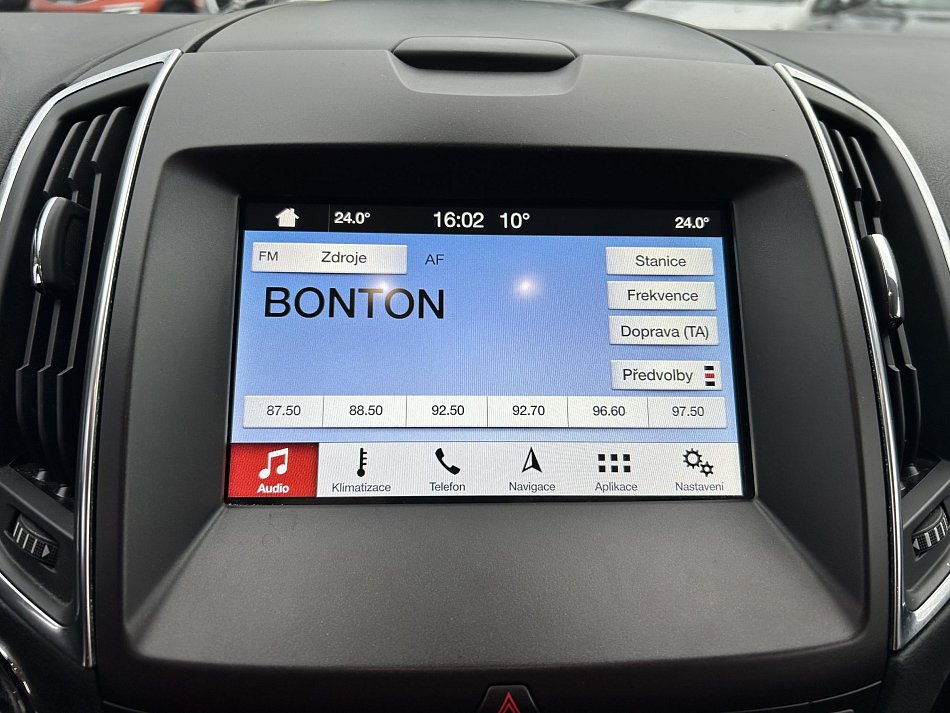 24.0° 16:02 10° 24.0°
FM Zdroje AF Stanice
BONTON
Frekvence
Doprava (TA)
Předvolby
87.50 88.50 92.50 92.70 96.60 97.50
Audio Klimatizace Telefon Navigace Aplikace Nastavení